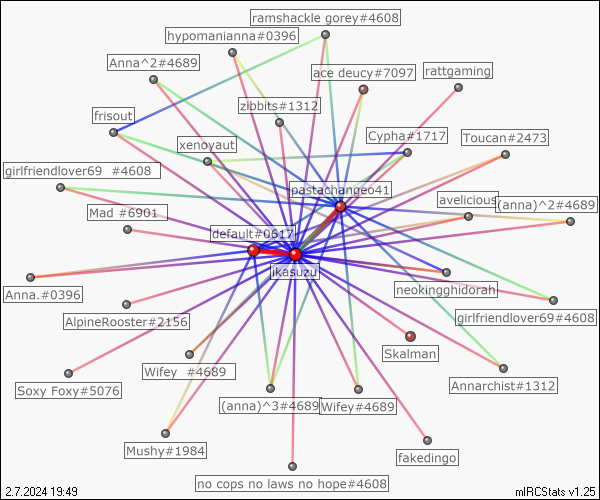 ramshackle gorey#4608
hypomanianna#0396
Anna^2#4689
ace deucy#7097
rattgaming
zibbits#1312
frisout
Cypha#1717
Toucan#2473
xenoyaut
girlfriendlover69 #4608
pastachangeo41
avelicious
(anna)^2#4689
Mad #6901
default#0617
jikasuzu
Anna.#0396
neokingghidorah
AlpineRooster#2156
girlfriendlover69#4608
Skalman
Wifey #4689
Soxy Foxy#5076
Annarchist#1312
(anna)^3#4689
Wifey#4689
Mushy#1984
fakedingo
no cops no laws no hope#4608
2.7.2024 19:49
mIRCStats v1.25